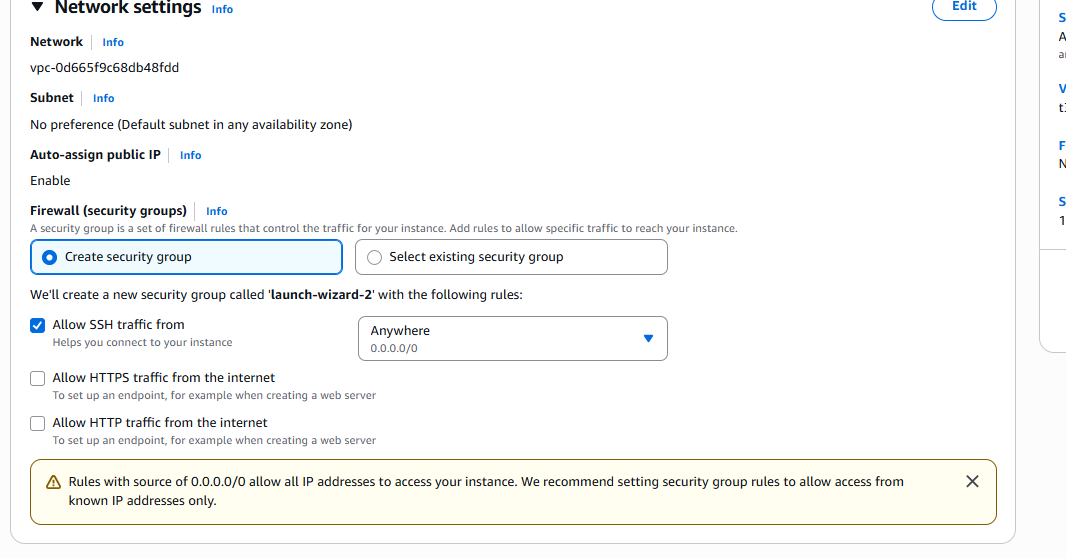 Network settings Info
Edit
Network Info
vpc-0d665f9c68db48fdd
Subnet Info
No preference (Default subnet in any availability zone)
Auto-assign public IP Info
Enable
Firewall (security groups) Info
A security group is a set of firewall rules that control the traffic for your instance. Add rules to allow specific traffic to reach your instance.
Create security group
Select existing security group
We'll create a new security group called 'launch-wizard-2' with the following rules:
Allow SSH traffic from
Helps you connect to your instance
Anywhere
0.0.0.0/0
Allow HTTPS traffic from the internet
To set up an endpoint, for example when creating a web server
Allow HTTP traffic from the internet
To set up an endpoint, for example when creating a web server
Rules with source of 0.0.0.0/0 allow all IP addresses to access your instance. We recommend setting security group rules to allow access from
known IP addresses only.